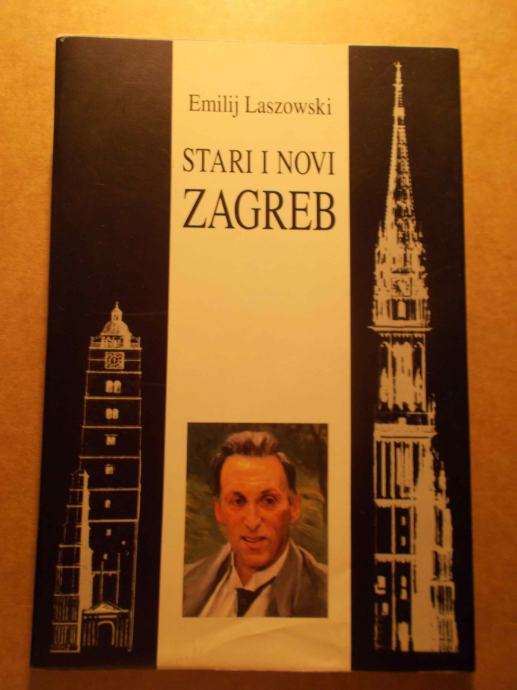 Emilij Laszowski
STARI I NOVI
ZAGREB